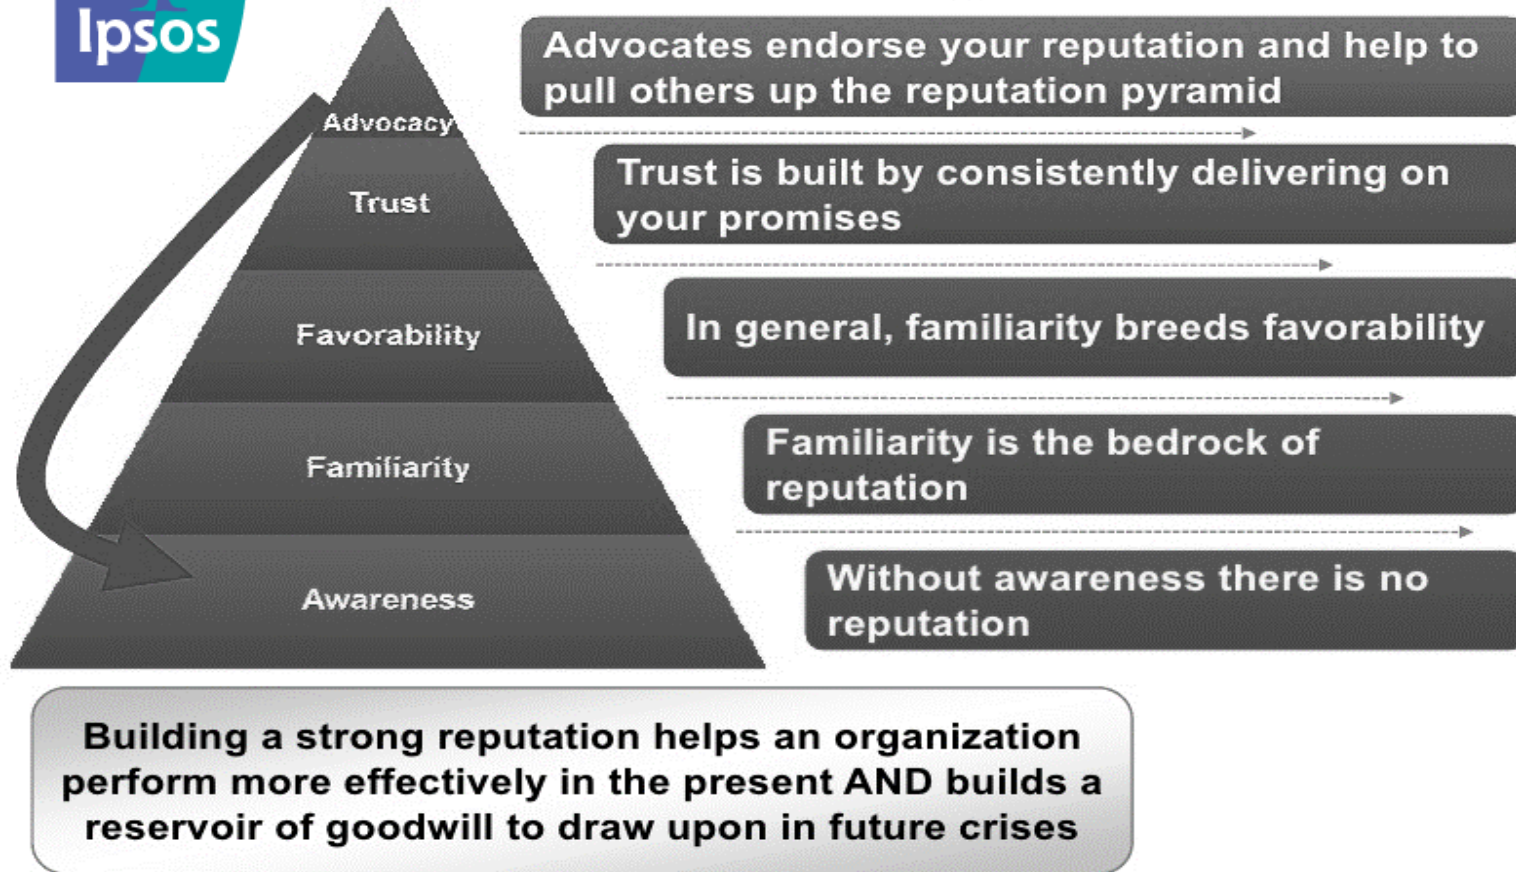 Ipsos
Advocates endorse your reputation and help to
pull others up the reputation pyramid
Advocacy
Trust is built by consistently delivering on
your promises
Trust
In general, familiarity breeds favorability
Favorability
Familiarity is the bedrock of
reputation
Familiarity
Without awareness there is no
reputation
Awareness
Building a strong reputation helps an organization
perform more effectively in the present AND builds a
reservoir of goodwill to draw upon in future crises